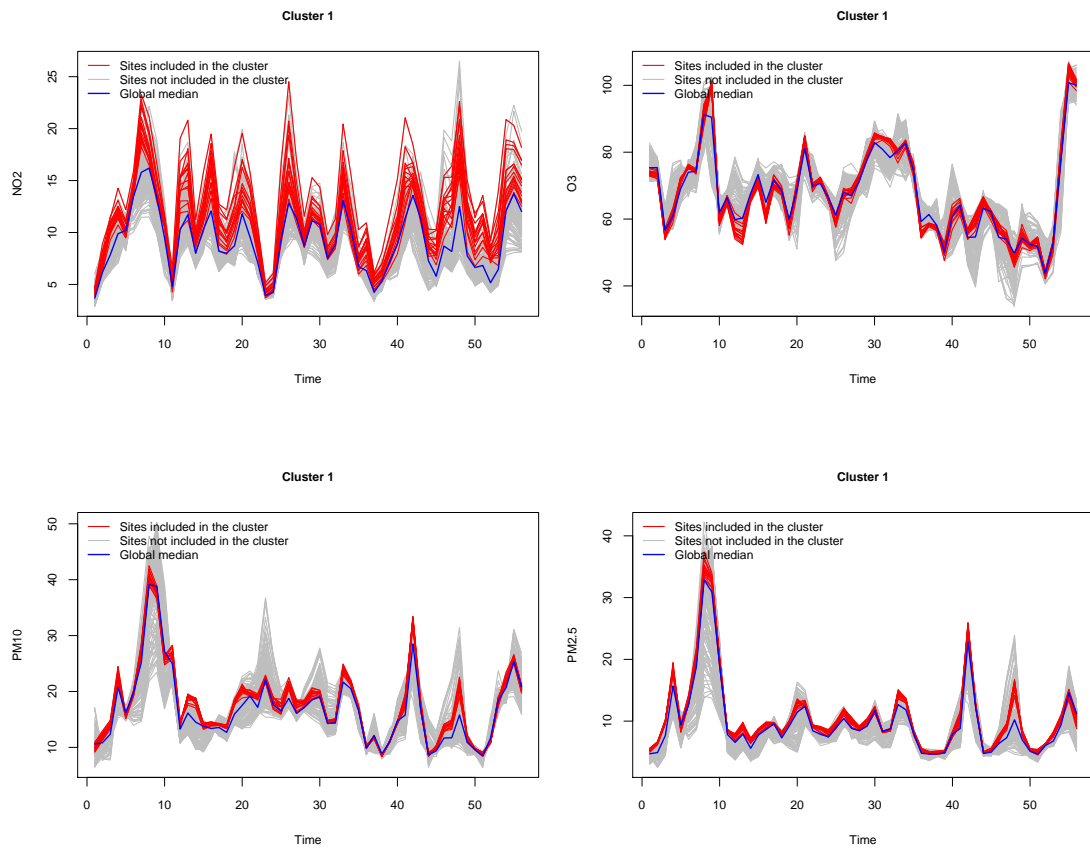 Cluster 1
Sites included in the cluster
Sites not included in the cluster
Global median
NO2
25
20
15
10
5
0 10 20 30 40 50
Time
Cluster 1
Sites included in the cluster
Sites not included in the cluster
Global median
O3
100
80
60
40
0 10 20 30 40 50
Time
Cluster 1
Sites included in the cluster
Sites not included in the cluster
Global median
PM10
50
40
30
20
10
0 10 20 30 40 50
Time
Cluster 1
Sites included in the cluster
Sites not included in the cluster
Global median
PM2.5
40
30
20
10
0
0 10 20 30 40 50
Time